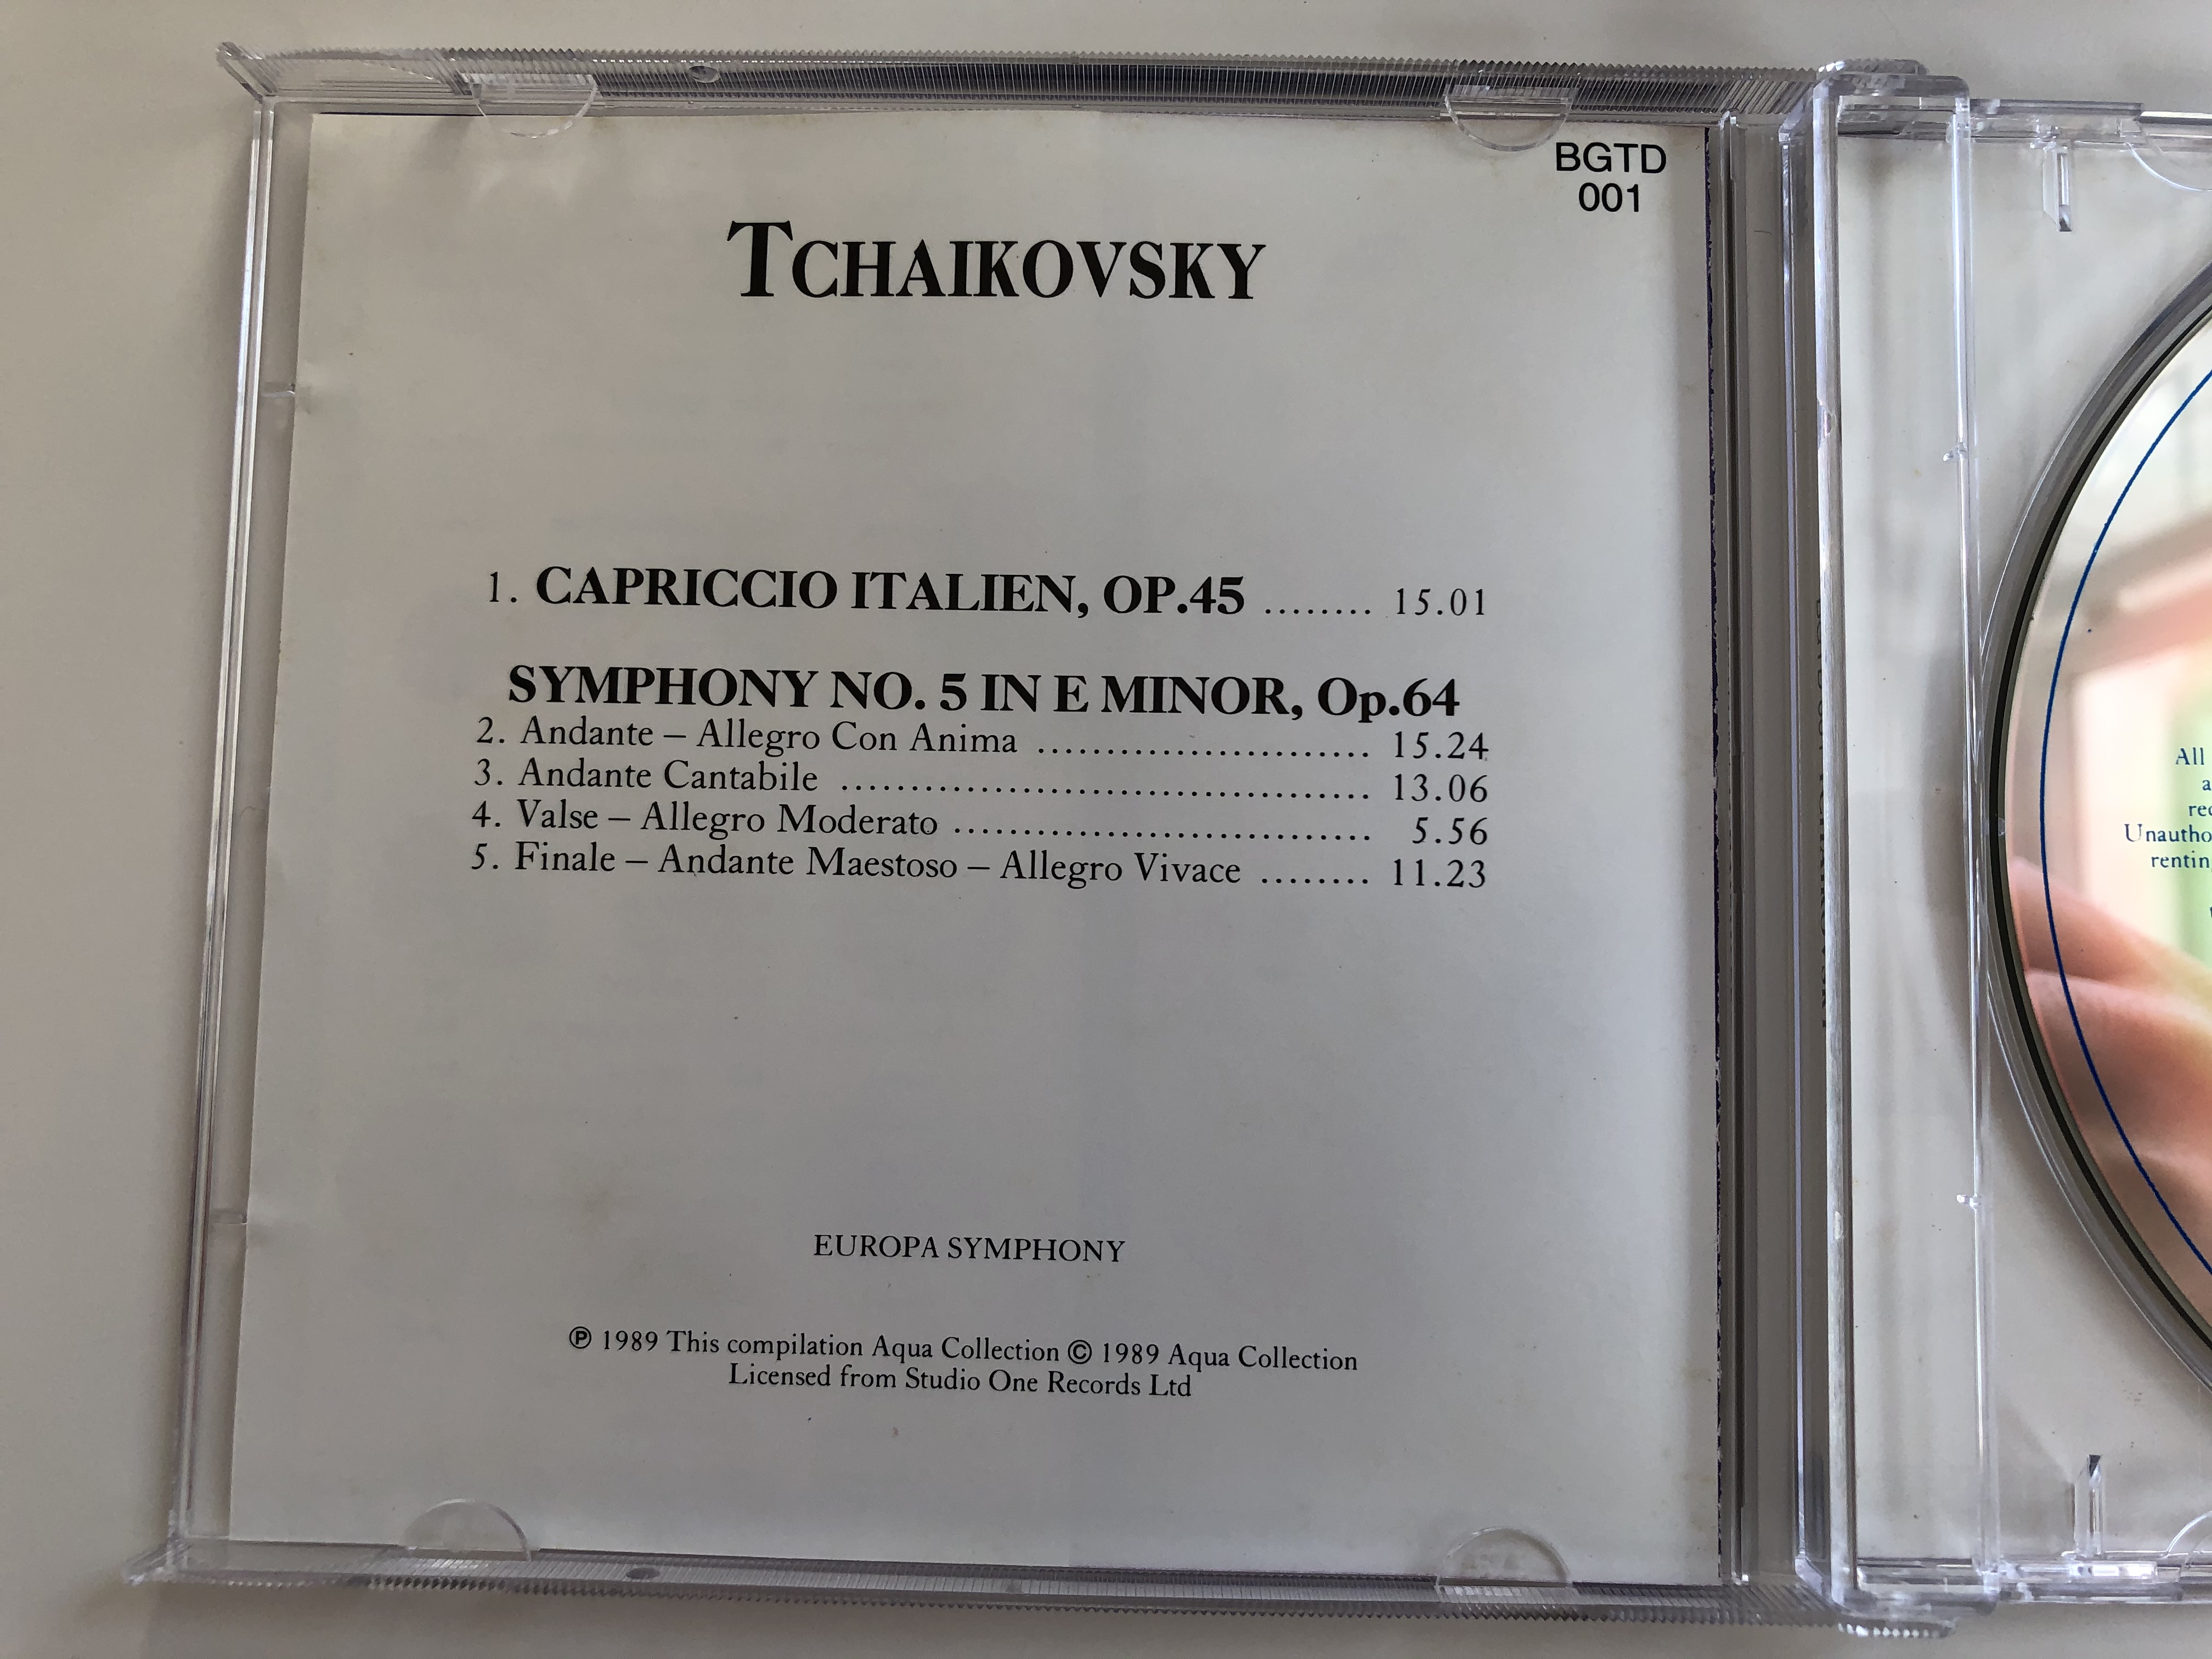 BGTD
001
TCHAIKOVSKY
1. CAPRICCIO ITALIEN, OP.45 ........ 15.01
SYMPHONY NO. 5 IN E MINOR, Op.64
2. Andante – Allegro Con Anima ........................ 15.24
3. Andante Cantabile ...................................... 13.06
4. Valse – Allegro Moderato .............................. 5.56
5. Finale – Andante Maestoso – Allegro Vivace ........ 11.23
EUROPA SYMPHONY
℗ 1989 This compilation Aqua Collection © 1989 Aqua Collection
Licensed from Studio One Records Ltd
All